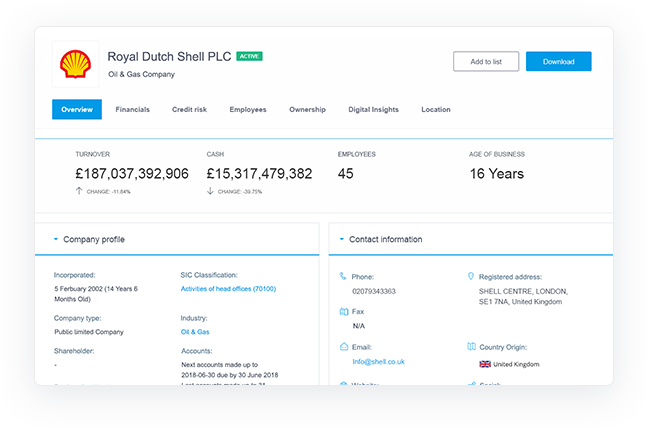 Royal Dutch Shell PLC ACTIVE
Oil & Gas Company
Add to list
Download
Overview Financials Credit risk Employees Ownership Digital Insights Location
TURNOVER CASH EMPLOYEES AGE OF BUSINESS
£187,037,392,906 £15,317,479,382 45 16 Years
CHANGE: -11.84% CHANGE: -39.75%
Company profile
Incorporated: SIC Classification:
5 Ferbuary 2002 (14 Years 6 Activities of head offices (70100)
Months Old)
Company type: Industry:
Public limited Company Oil & Gas
Shareholder: Accounts:
- Next accounts made up to
2018-06-30 due by 30 June 2018
Contact information
Phone: Registered address:
02079343363 SHELL CENTRE, LONDON,
SE1 7NA, United Kingdom
Fax
N/A
Email: Country Origin:
Info@shell.co.uk United Kingdom